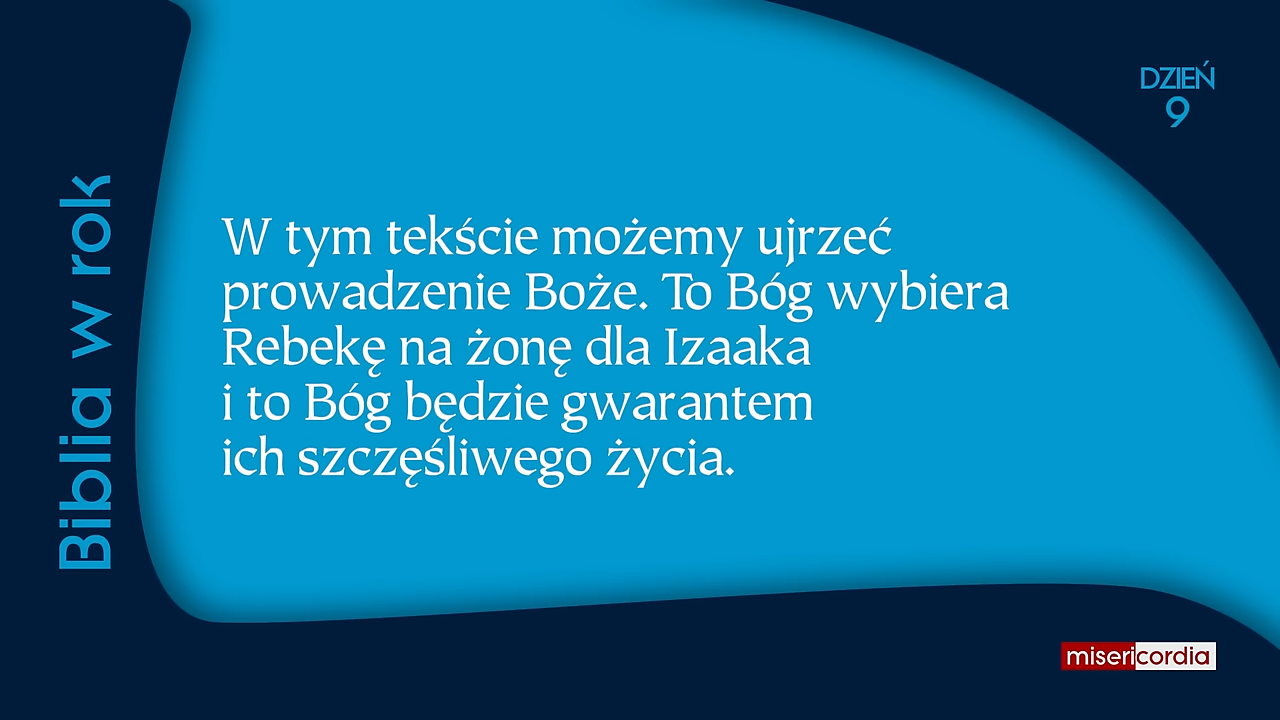 Biblia w rok
DZIEŃ
9
W tym tekście możemy ujrzeć
prowadzenie Boże. To Bóg wybiera
Rebekę na żonę dla Izaaka
i to Bóg będzie gwarantem
ich szczęśliwego życia.
misericordia